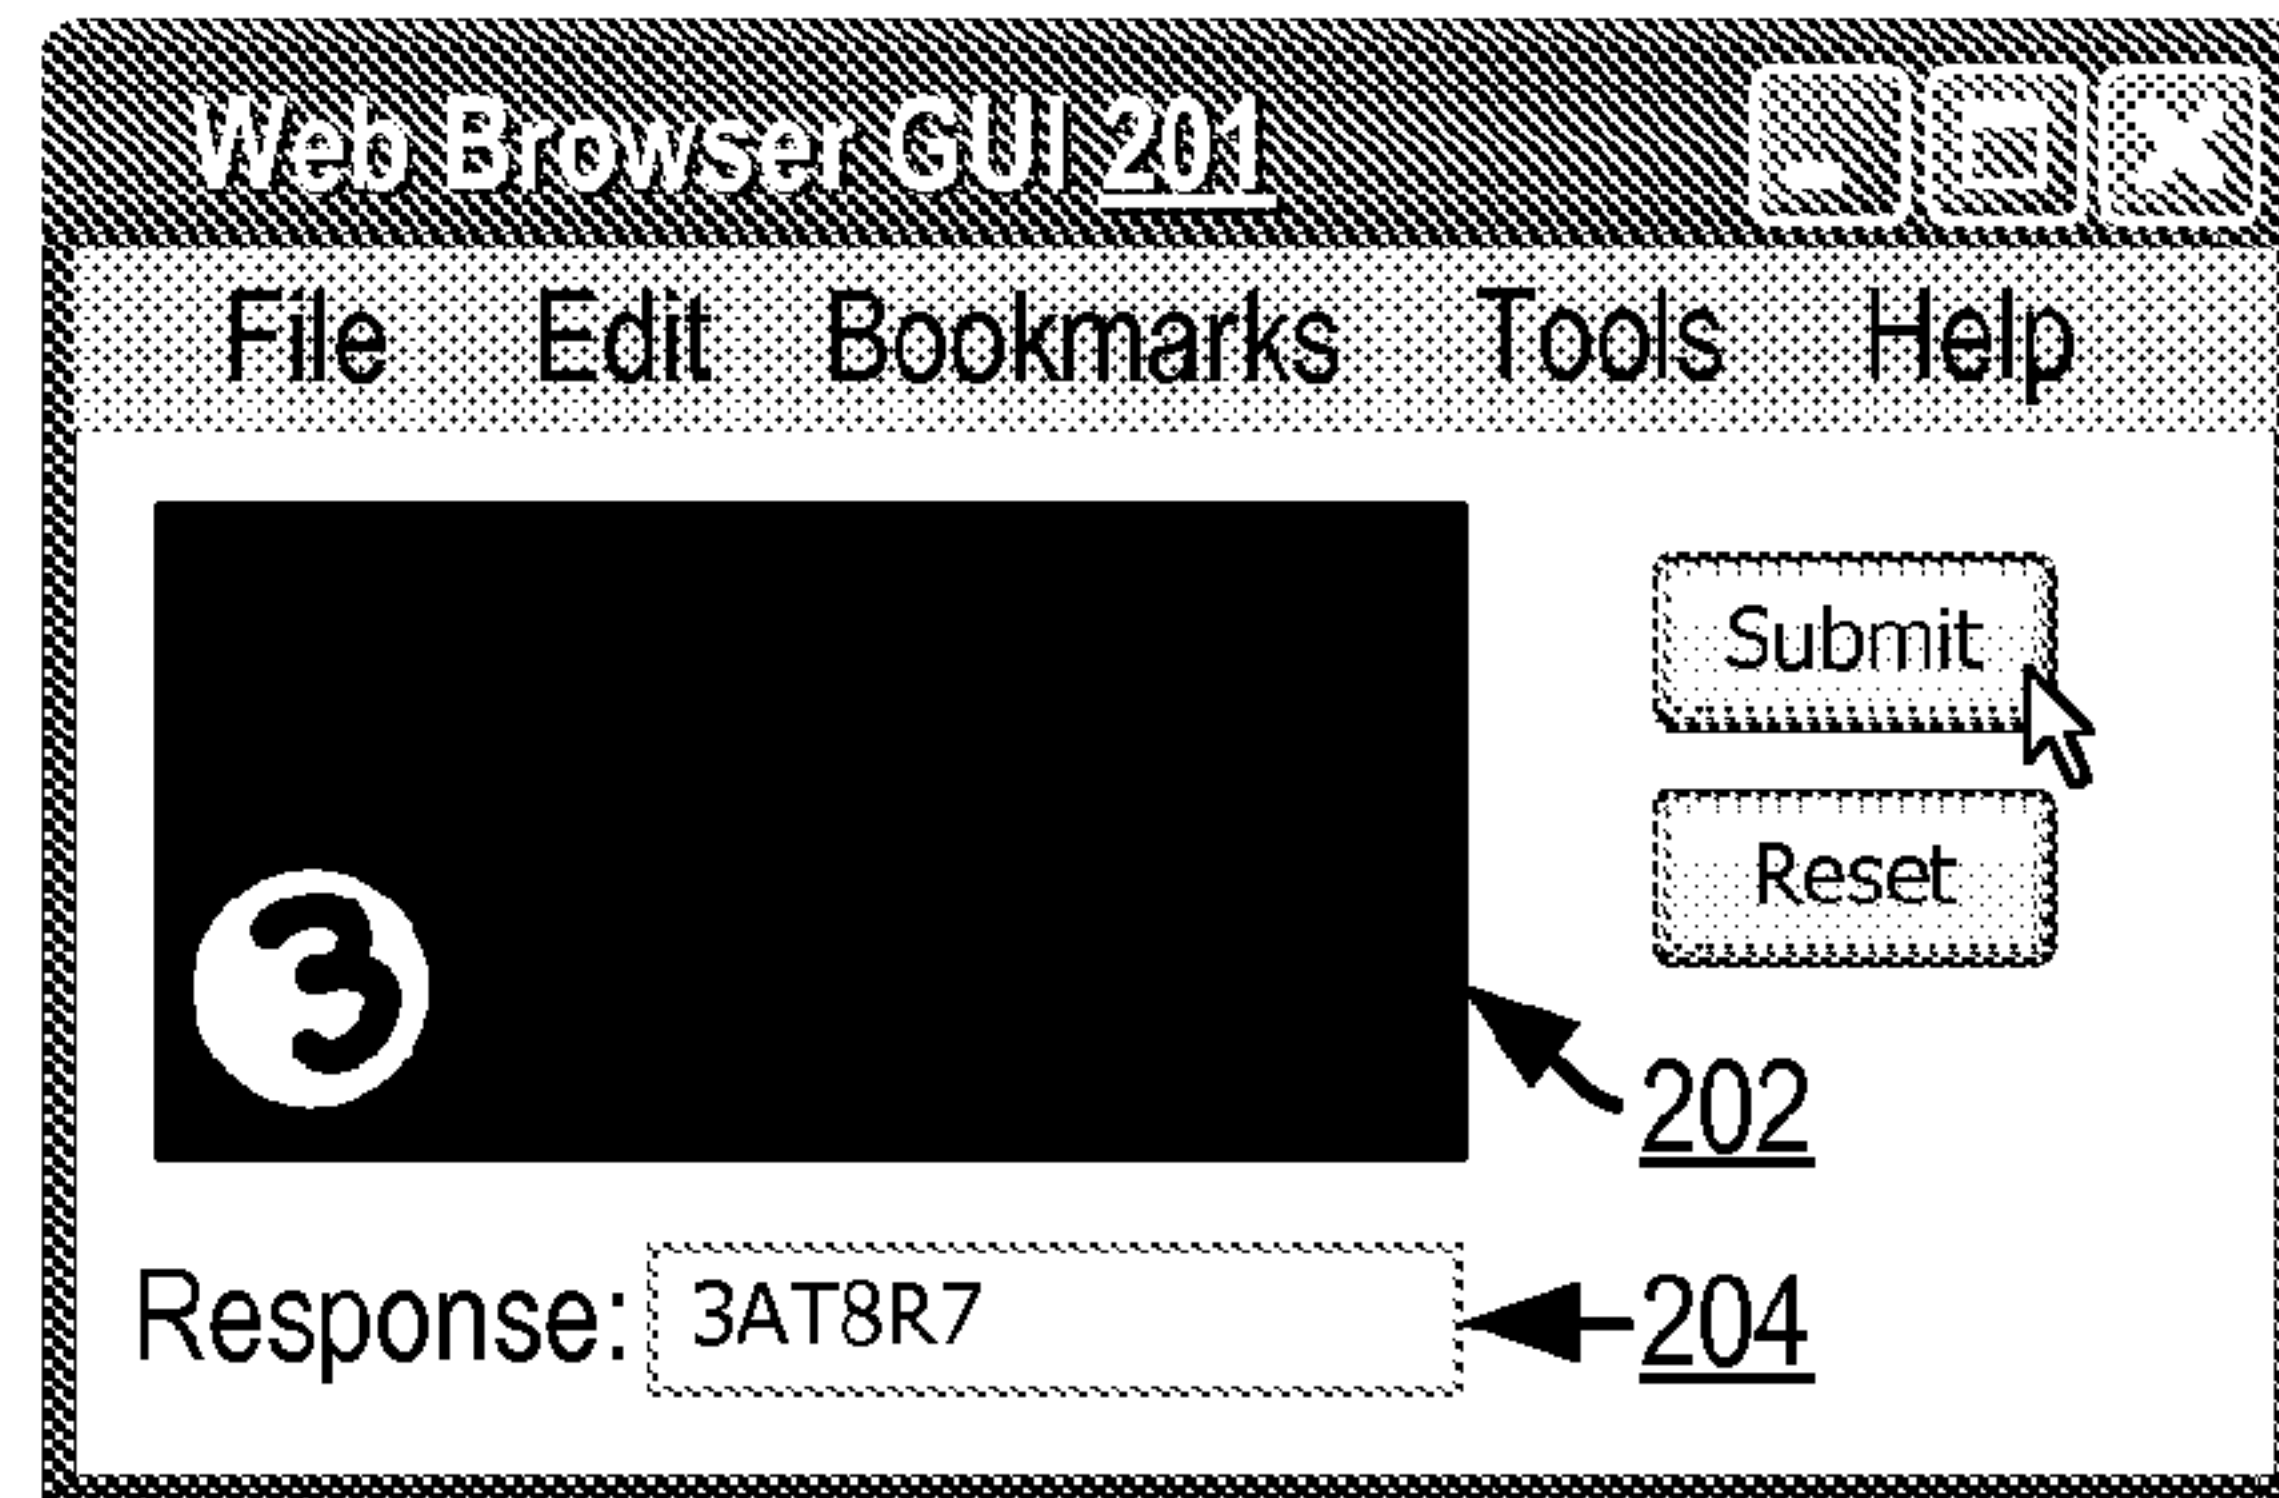 Web Browser GUI 201
File Edit Bookmarks Tools Help
Submit
Reset
3
202
Response: 3AT8R7 204